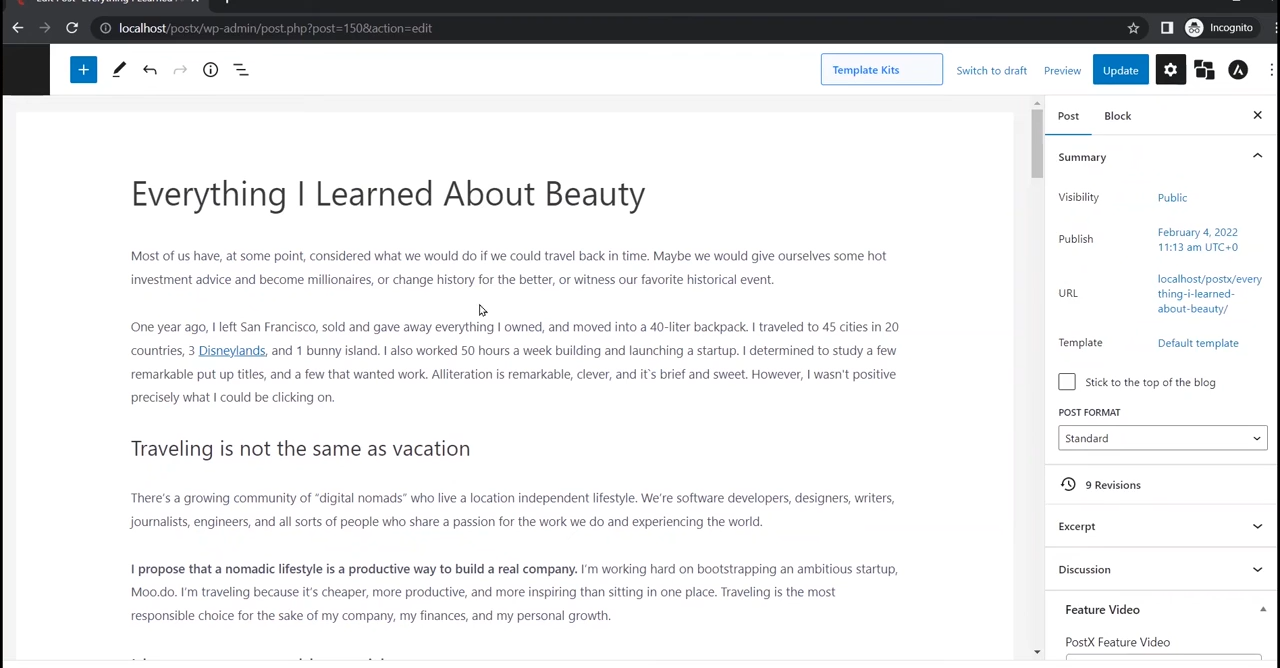 localhost/postx/wp-admin/post.php?post=150&action=edit
Incognito
Template Kits
Switch to draft
Preview
Update
Post
Block
Summary
Visibility
Public
Publish
February 4, 2022
11:13 am UTC+0
URL
localhost/postx/every
thing-i-learned-
about-beauty/
Template
Default template
Stick to the top of the blog
POST FORMAT
Standard
9 Revisions
Excerpt
Discussion
Feature Video
PostX Feature Video
Everything I Learned About Beauty
Most of us have, at some point, considered what we would do if we could travel back in time. Maybe we would give ourselves some hot
investment advice and become millionaires, or change history for the better, or witness our favorite historical event.
One year ago, I left San Francisco, sold and gave away everything I owned, and moved into a 40-liter backpack. I traveled to 45 cities in 20
countries, 3 Disneylands, and 1 bunny island. I also worked 50 hours a week building and launching a startup. I determined to study a few
remarkable put up titles, and a few that wanted work. Alliteration is remarkable, clever, and it`s brief and sweet. However, I wasn't positive
precisely what I could be clicking on.
Traveling is not the same as vacation
There's a growing community of “digital nomads” who live a location independent lifestyle. We're software developers, designers, writers,
journalists, engineers, and all sorts of people who share a passion for the work we do and experiencing the world.
I propose that a nomadic lifestyle is a productive way to build a real company. I'm working hard on bootstrapping an ambitious startup,
Moo.do. I'm traveling because it's cheaper, more productive, and more inspiring than sitting in one place. Traveling is the most
responsible choice for the sake of my company, my finances, and my personal growth.